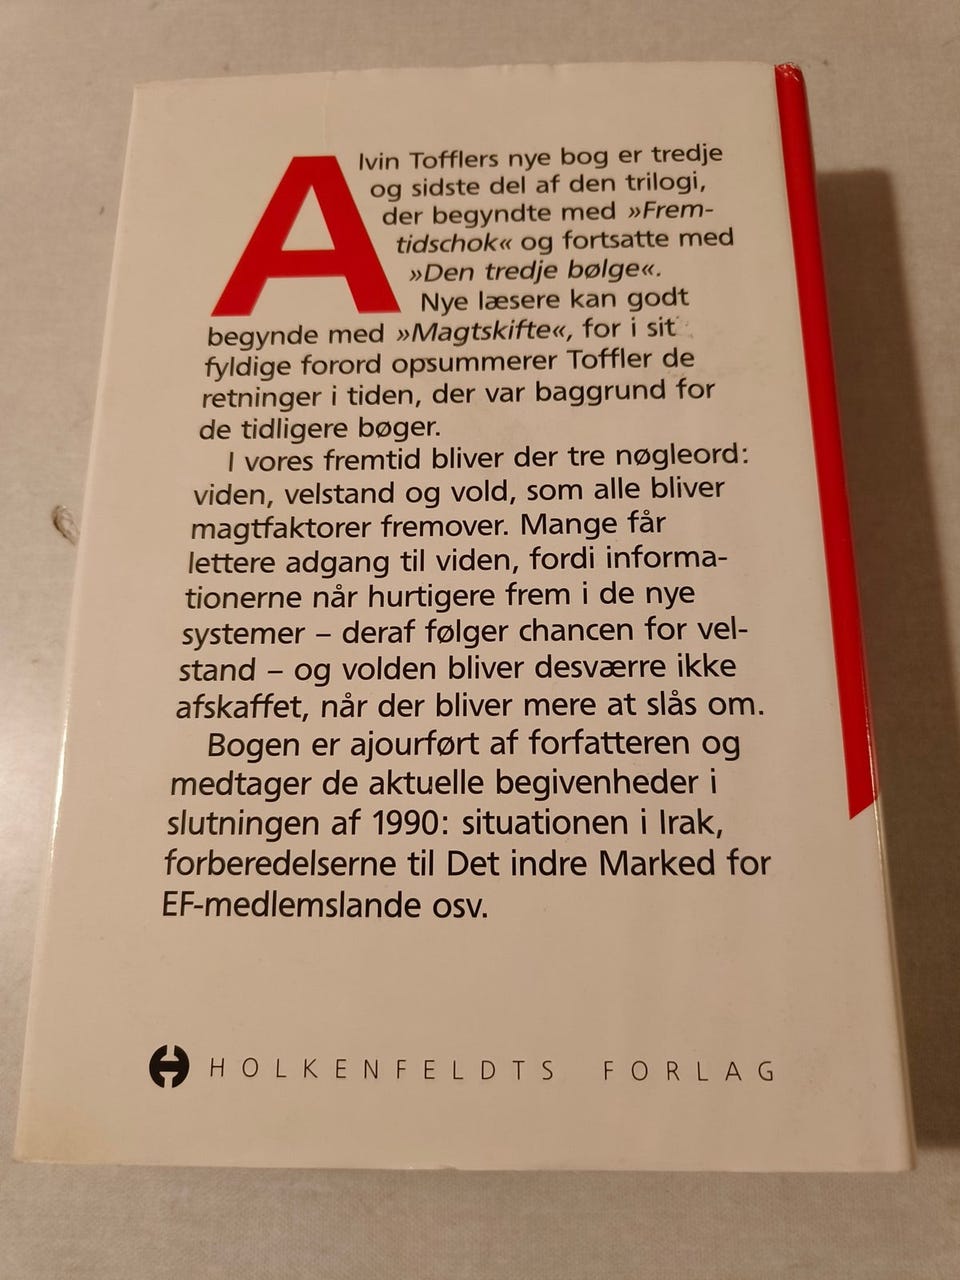 Alvin Tofflers nye bog er tredje
og sidste del af den trilogi,
der begyndte med »Frem-
tidschok« og fortsatte med
»Den tredje bølge«.
Nye læsere kan godt
begynde med »Magtskifte«, for i sit
fyldige forord opsummerer Toffler de
retninger i tiden, der var baggrund for
de tidligere bøger.
I vores fremtid bliver der tre nøgleord:
viden, velstand og vold, som alle bliver
magtfaktorer fremover. Mange får
lettere adgang til viden, fordi informa-
tionerne når hurtigere frem i de nye
systemer – deraf følger chancen for vel-
stand – og volden bliver desværre ikke
afskaffet, når der bliver mere at slås om.
Bogen er ajourført af forfatteren og
medtager de aktuelle begivenheder i
slutningen af 1990: situationen i Irak,
forberedelserne til Det indre Marked for
EF-medlemslande osv.
HOLKENFELDTS FORLAG